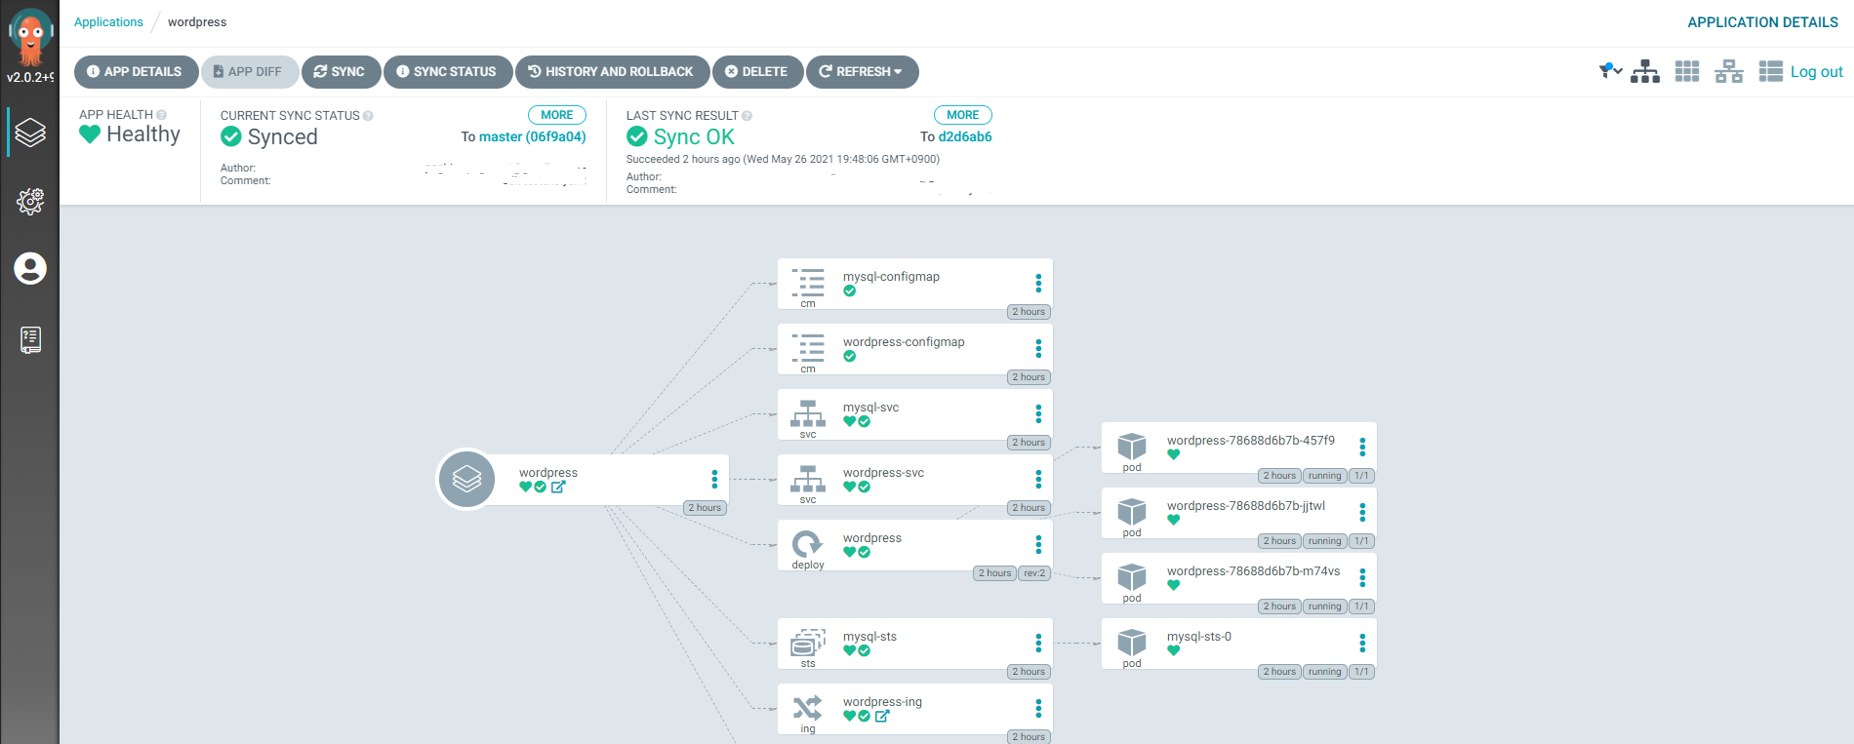 Applications / wordpress
APPLICATION DETAILS
v2.0.2+9
APP DETAILS
APP DIFF
SYNC
SYNC STATUS
HISTORY AND ROLLBACK
DELETE
REFRESH
Log out
APP HEALTH
Healthy
CURRENT SYNC STATUS
MORE
Synced
To master (06f9a04)
Author:
Comment:
LAST SYNC RESULT
MORE
Sync OK
To d2d6ab6
Succeeded 2 hours ago (Wed May 26 2021 19:48:06 GMT+0900)
Author:
Comment:
wordpress
2 hours
mysql-configmap
cm
2 hours
wordpress-configmap
cm
2 hours
mysql-svc
svc
2 hours
wordpress-svc
svc
2 hours
wordpress
deploy
2 hours rev:2
mysql-sts
sts
2 hours
wordpress-ing
ing
2 hours
wordpress-78688d6b7b-457f9
pod
2 hours running 1/1
wordpress-78688d6b7b-jjtwl
pod
2 hours running 1/1
wordpress-78688d6b7b-m74vs
pod
2 hours running 1/1
mysql-sts-0
pod
2 hours running 1/1